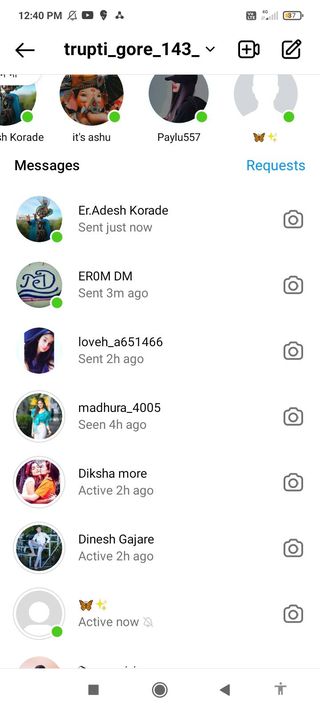 12:40 PM
trupti_gore_143_
sh Korade
it's ashu
Paylu557
🦋✨
Messages
Requests
Er.Adesh Korade
Sent just now
ER0M DM
Sent 3m ago
loveh_a651466
Sent 2h ago
madhura_4005
Seen 4h ago
Diksha more
Active 2h ago
Dinesh Gajare
Active 2h ago
🦋✨
Active now